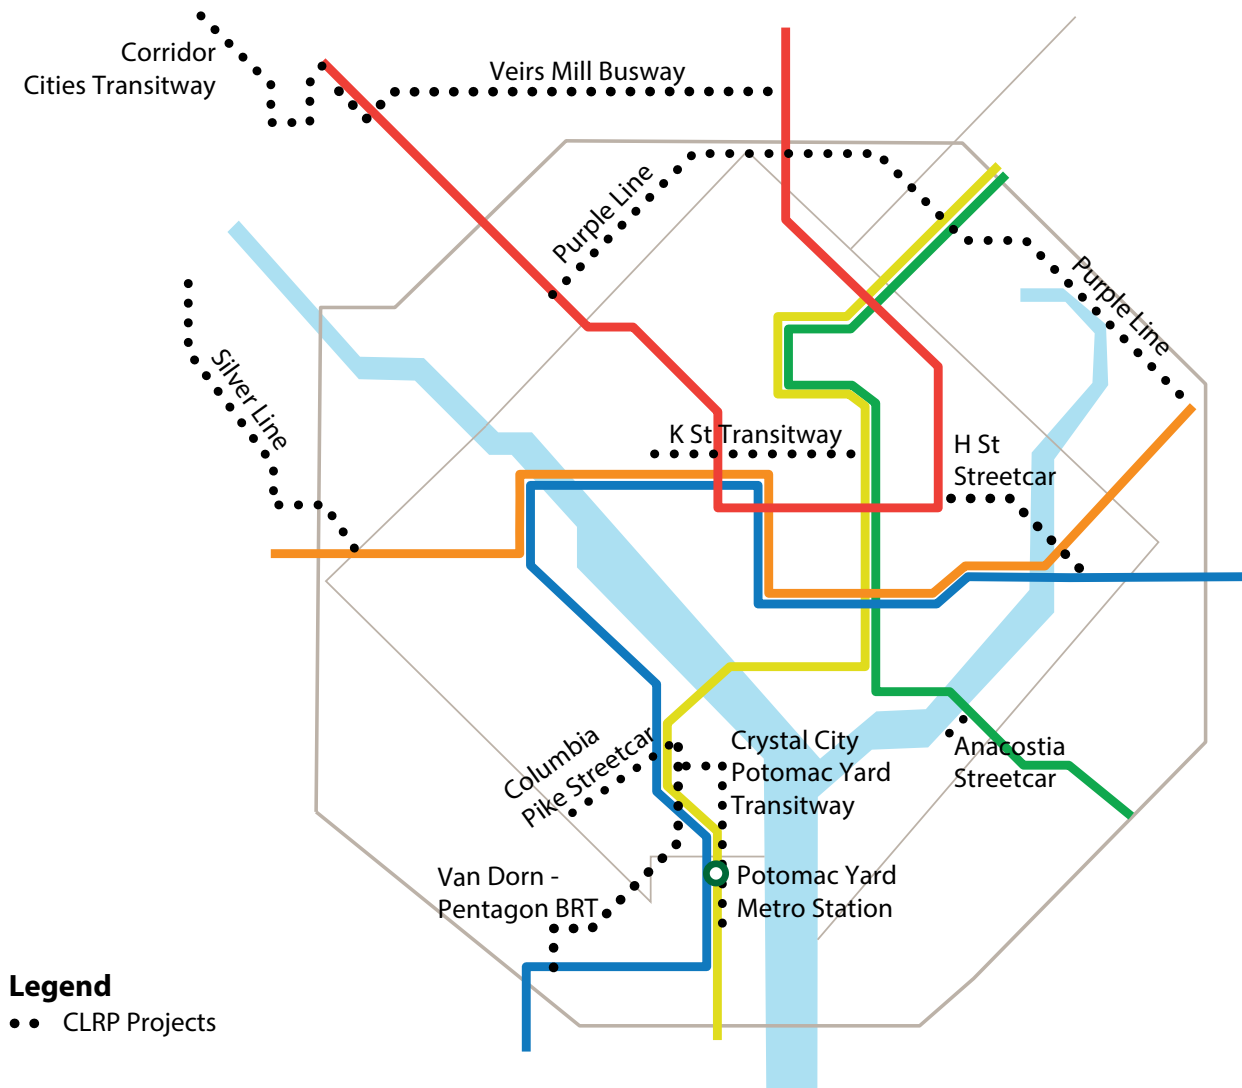 Corridor
Cities Transitway
Veirs Mill Busway
Purple Line
Purple Line
Silver Line
K St Transitway
H St
Streetcar
Columbia
Pike Streetcar
Crystal City
Potomac Yard
Transitway
Anacostia
Streetcar
Van Dorn -
Pentagon BRT
Potomac Yard
Metro Station
Legend
CLRP Projects